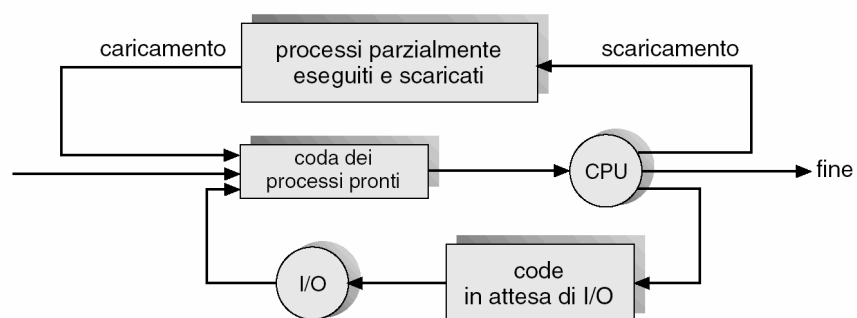 caricamento
processi parzialmente
eseguiti e scaricati
scaricamento
coda dei
processi pronti
CPU
fine
I/O
code
in attesa di I/O